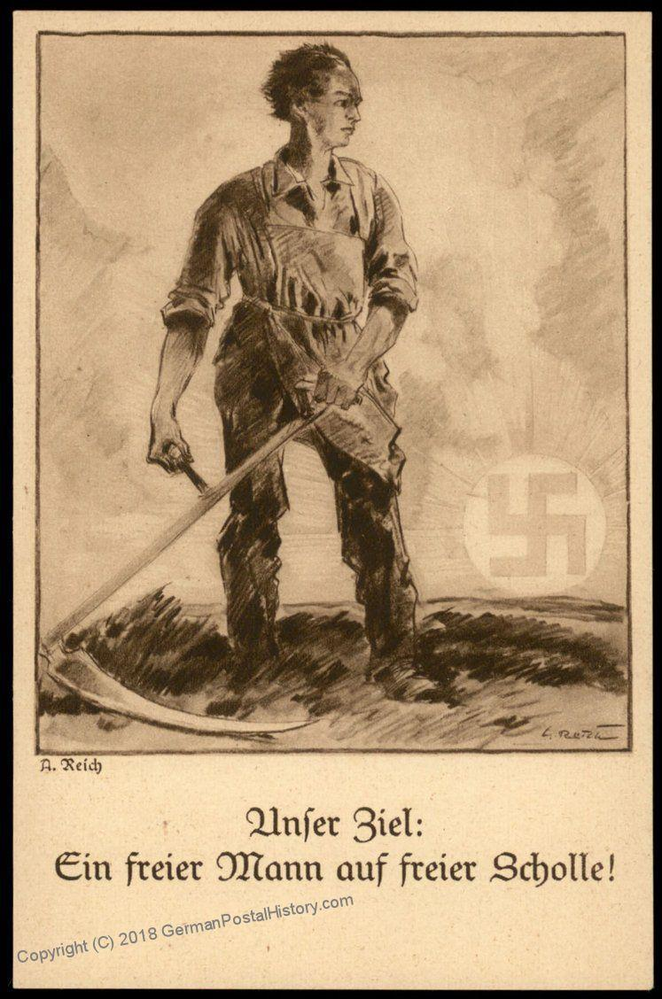 A. Reich
Unser Ziel:
Ein freier Mann auf freier Scholle!
Copyright (C) 2018 GermanPostalHistory.com